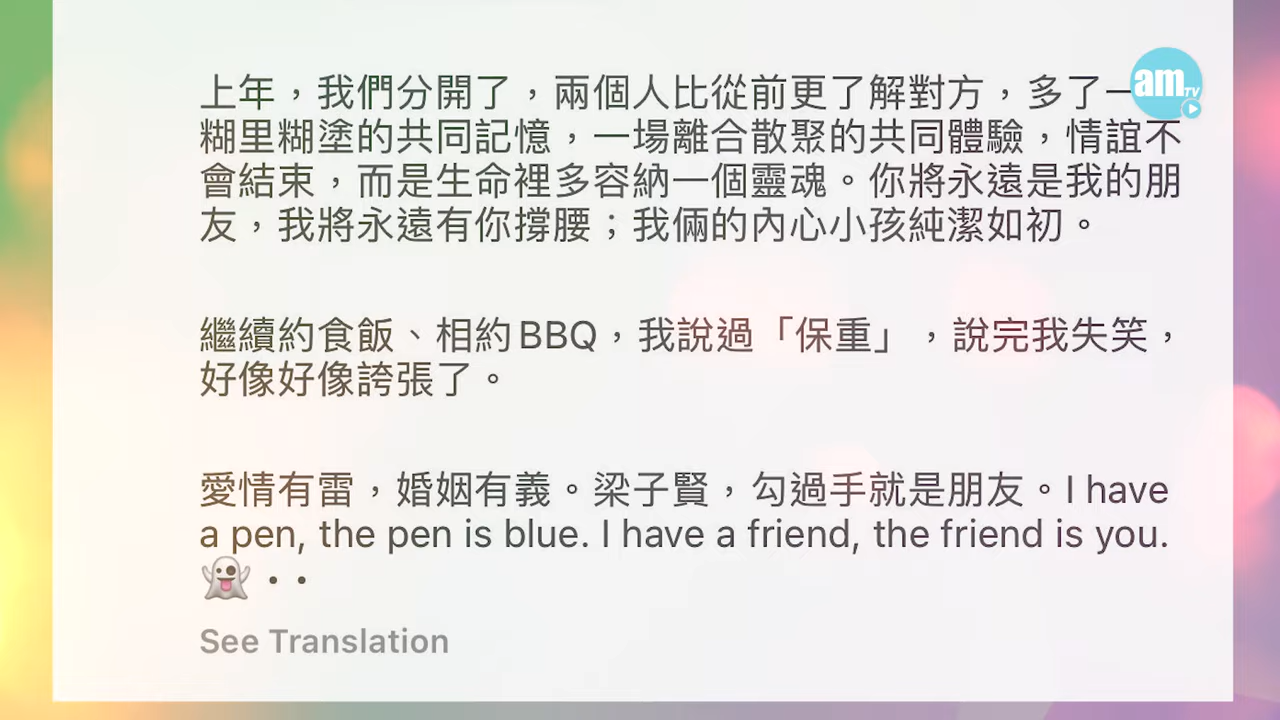 上年，我們分開了，兩個人比從前更了解對方，多了一
糊里糊塗的共同記憶，一場離合散聚的共同體驗，情誼不
會結束，而是生命裡多容納一個靈魂。你將永遠是我的朋
友，我將永遠有你撐腰；我倆的內心小孩純潔如初。
繼續約食飯、相約BBQ，我說過「保重」，說完我失笑，
好像好像誇張了。
愛情有雷，婚姻有義。梁子賢，勾過手就是朋友。I have
a pen, the pen is blue. I have a friend, the friend is you.
👻・・
See Translation
am TV